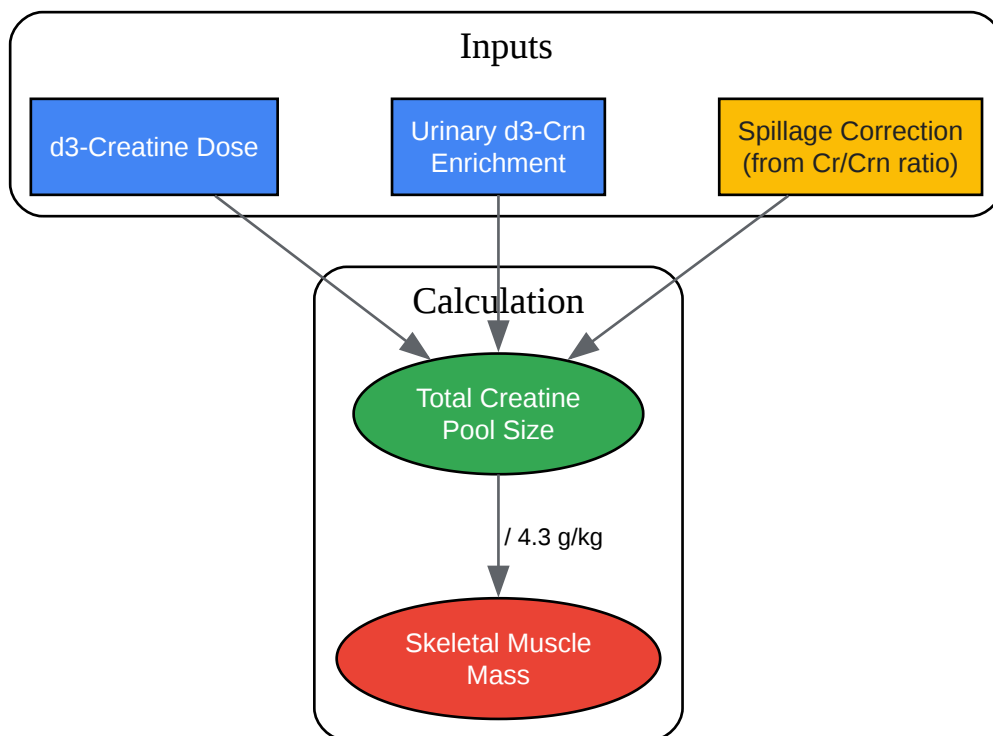 Inputs
d3-Creatine Dose
Urinary d3-Crn
Enrichment
Spillage Correction
(from Cr/Crn ratio)
Calculation
Total Creatine
Pool Size
/ 4.3 g/kg
Skeletal Muscle
Mass